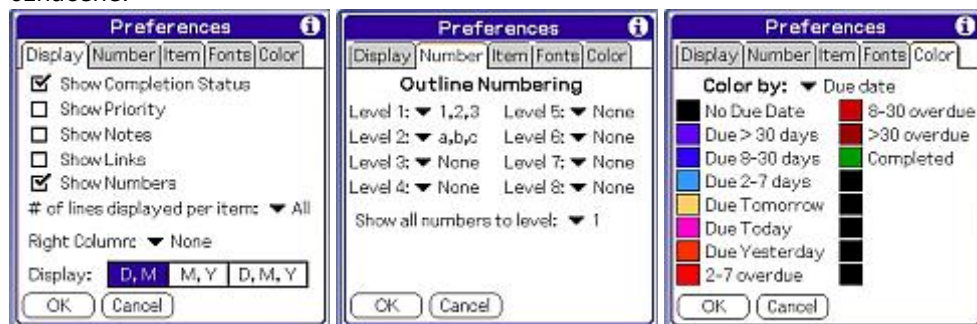 Preferences
Display Number Item Fonts Color
Show Completion Status
Show Priority
Show Notes
Show Links
Show Numbers
# of lines displayed per item: All
Right Column: None
Display: D, M M, Y D, M, Y
OK Cancel
Preferences
Display Number Item Fonts Color
Outline Numbering
Level 1: 1,2,3 Level 5: None
Level 2: a,b,c Level 6: None
Level 3: None Level 7: None
Level 4: None Level 8: None
Show all numbers to level: 1
OK Cancel
Preferences
Display Number Item Fonts Color
Color by: Due date
No Due Date 8-30 overdue
Due > 30 days >30 overdue
Due 8-30 days Completed
Due 2-7 days
Due Tomorrow
Due Today
Due Yesterday
2-7 overdue
OK Cancel